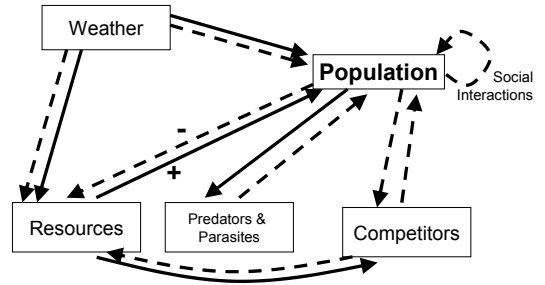 Weather
Population
Social
Interactions
-
+
Resources
Predators &
Parasites
Competitors